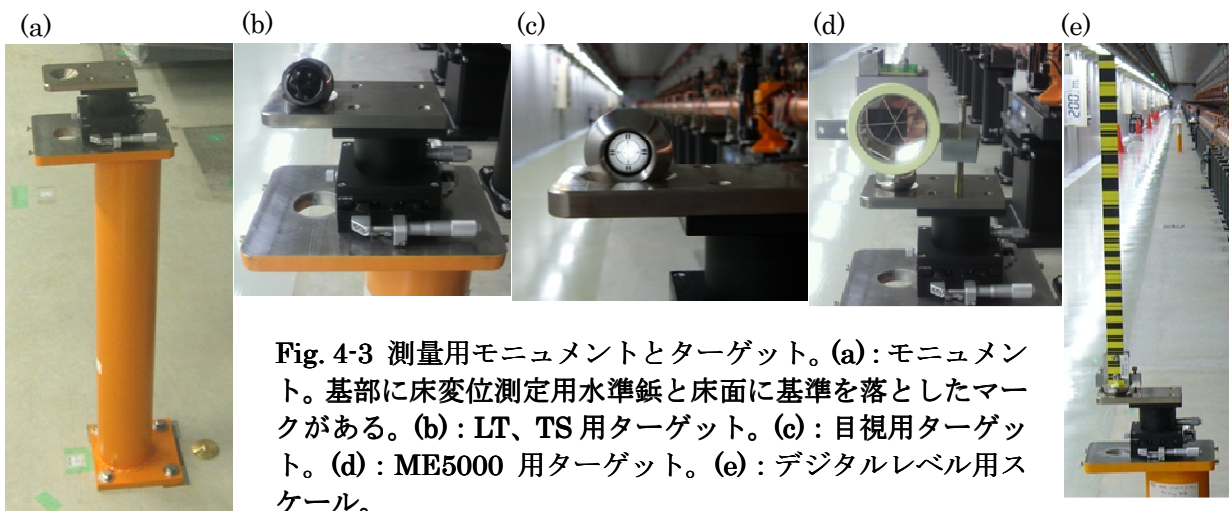 (a)
(b)
(c)
(d)
(e)
200 m
Fig. 4-3 測量用モニュメントとターゲット。(a) : モニュメン
ト。基部に床変位測定用水準鋲と床面に基準を落としたマー
クがある。(b) : LT、TS 用ターゲット。(c) : 目視用ターゲッ
ト。(d) : ME5000 用ターゲット。(e) : デジタルレベル用ス
ケール。